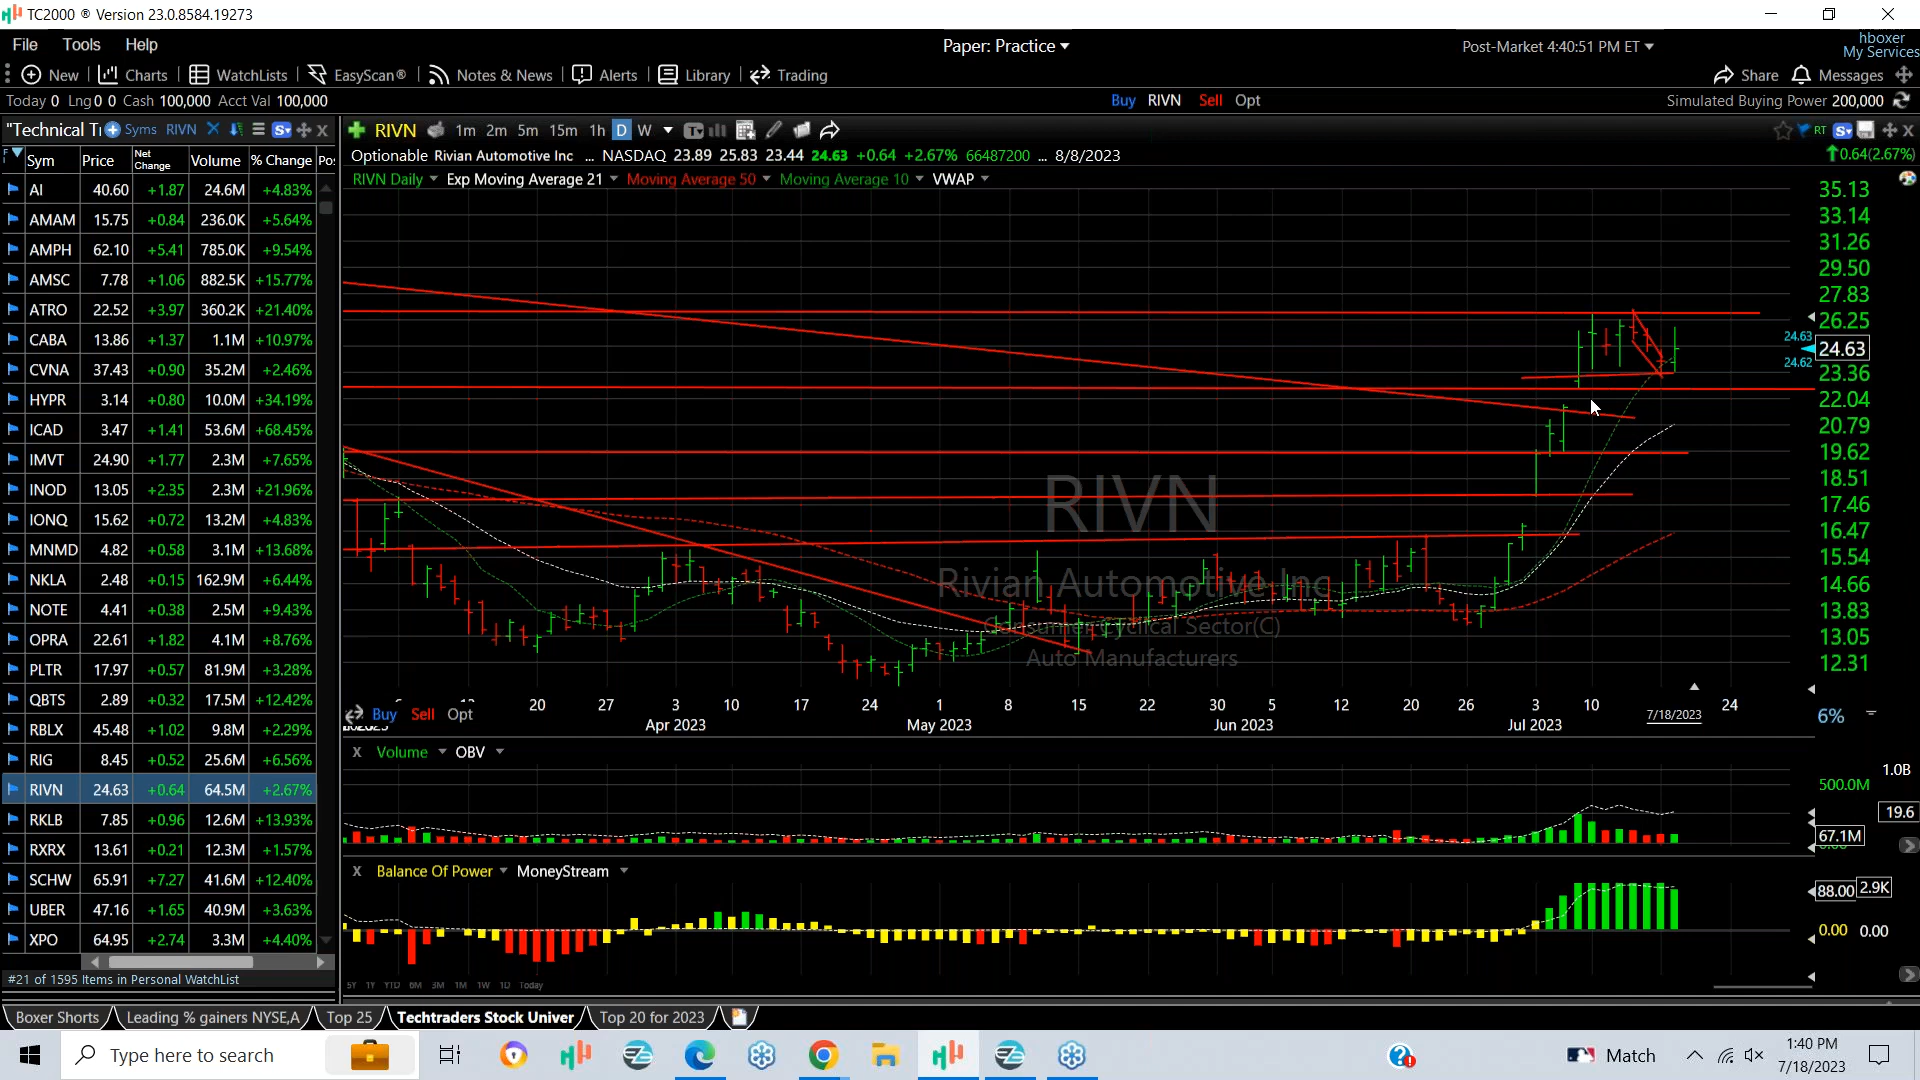 TC2000 ® Version 23.0.8584.19273
File Tools Help
Paper: Practice
Post-Market 4:40:51 PM ET
hboxer
My Services
New Charts WatchLists EasyScan® Notes & News Alerts Library Trading
Share Messages
Today 0 Lng 0 0 Cash 100,000 Acct Val 100,000
Buy RIVN Sell Opt
Simulated Buying Power 200,000
"Technical Ti Syms RIVN
RIVN 1m 2m 5m 15m 1h D W
RT
Optionable Rivian Automotive Inc ... NASDAQ 23.89 25.83 23.44 24.63 +0.64 +2.67% 66487200 ... 8/8/2023
0.64(2.67%)
RIVN Daily Exp Moving Average 21 Moving Average 50 Moving Average 10 VWAP
Sym Price Net Change Volume % Change Pos
AI 40.60 +1.87 24.6M +4.83%
AMAM 15.75 +0.84 236.0K +5.64%
AMPH 62.10 +5.41 785.0K +9.54%
AMSC 7.78 +1.06 882.5K +15.77%
ATRO 22.52 +3.97 360.2K +21.40%
CABA 13.86 +1.37 1.1M +10.97%
CVNA 37.43 +0.90 35.2M +2.46%
HYPR 3.14 +0.80 10.0M +34.19%
ICAD 3.47 +1.41 53.6M +68.45%
IMVT 24.90 +1.77 2.3M +7.65%
INOD 13.05 +2.35 2.3M +21.96%
IONQ 15.62 +0.72 13.2M +4.83%
MNMD 4.82 +0.58 3.1M +13.68%
NKLA 2.48 +0.15 162.9M +6.44%
NOTE 4.41 +0.38 2.5M +9.43%
OPRA 22.61 +1.82 4.1M +8.76%
PLTR 17.97 +0.57 81.9M +3.28%
QBTS 2.89 +0.32 17.5M +12.42%
RBLX 45.48 +1.02 9.8M +2.29%
RIG 8.45 +0.52 25.6M +6.56%
RIVN 24.63 +0.64 64.5M +2.67%
RKLB 7.85 +0.96 12.6M +13.93%
RXRX 13.61 +0.21 12.3M +1.57%
SCHW 65.91 +7.27 41.6M +12.40%
UBER 47.16 +1.65 40.9M +3.63%
XPO 64.95 +2.74 3.3M +4.40%
#21 of 1595 Items in Personal WatchList
35.13
33.14
31.26
29.50
27.83
26.25
24.63
24.63
24.62
23.36
22.04
20.79
19.62
18.51
17.46
16.47
15.54
14.66
13.83
13.05
12.31
RIVN
Rivian Automotive Inc
Consumer Cyclical Sector(C)
Auto Manufacturers
20 27 3 10 17 24 1 8 15 22 30 5 12 20 26 3 10 24
Apr 2023 May 2023 Jun 2023 Jul 2023 7/18/2023
6%
Buy Sell Opt
X Volume OBV
1.0B
500.0M
19.6
67.1M
X Balance Of Power MoneyStream
88.00 2.9K
0.00 0.00
5Y 1Y YTD 6M 3M 1M 1W 1D Today
Boxer Shorts Leading % gainers NYSE,A Top 25 Techtraders Stock Univer Top 20 for 2023
Type here to search
Match
1:40 PM
7/18/2023